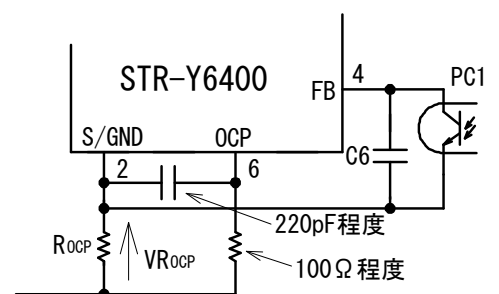 STR-Y6400
FB
4
PC1
S/GND
OCP
2
6
C6
220pF程度
ROCP
VROCP
100Ω程度